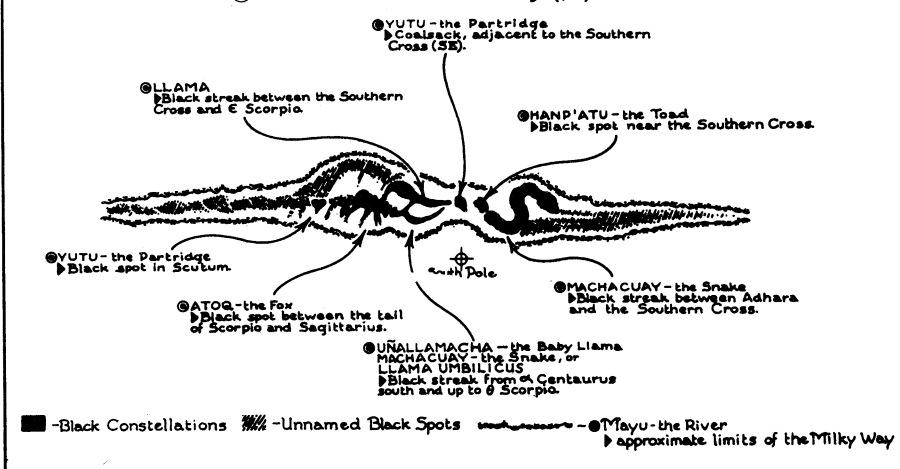 YUTU - the Partridge
Coalsack, adjacent to the Southern
Cross (SE).
LLAMA
Black streak between the Southern
Cross and Є Scorpio.
HANP'ATU - the Toad
Black spot near the Southern Cross.
YUTU - the Partridge
Black spot in Scutum.
Pole
ATOQ - the Fox
Black spot between the tail
of Scorpio and Sagittarius.
MACHACUAY - the Snake
Black streak between Adhara
and the Southern Cross.
UÑALLAMACHA - the Baby Llama
MACHACUAY - the Snake, or
LLAMA UMBILICUS
Black streak from α Centaurus
south and up to θ Scorpio.
-Black Constellations
-Unnamed Black Spots
- Mayu - the River
approximate limits of the Milky Way